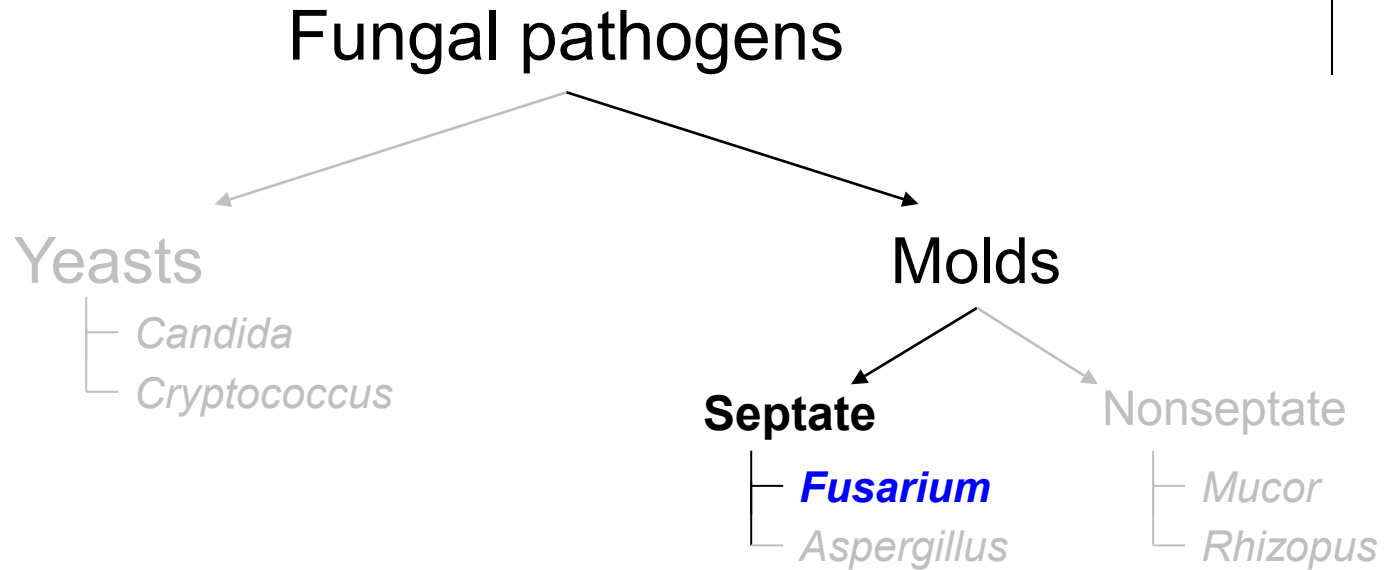 Fungal pathogens
Yeasts
Candida
Cryptococcus
Molds
Septate
Fusarium
Aspergillus
Nonseptate
Mucor
Rhizopus